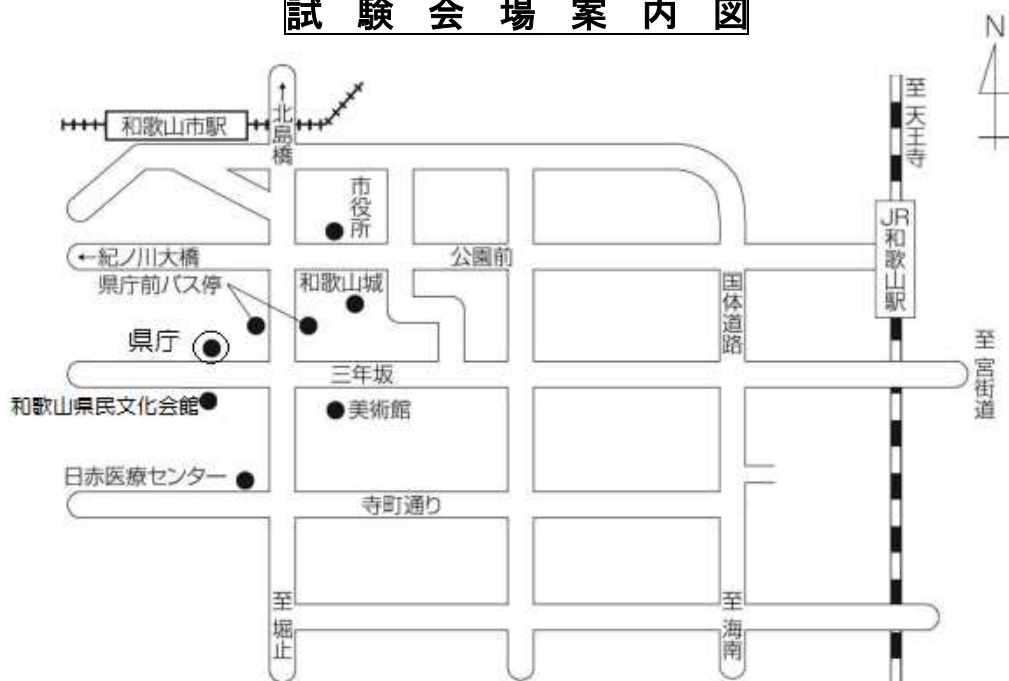 試験会場案内図
N
↑北島橋
至 天王寺
和歌山市駅
市役所
JR和歌山駅
←紀ノ川大橋
公園前
県庁前バス停
和歌山城
国体道路
県庁
至 宮街道
三年坂
和歌山県民文化会館
美術館
日赤医療センター
寺町通り
至 堀止
至 海南